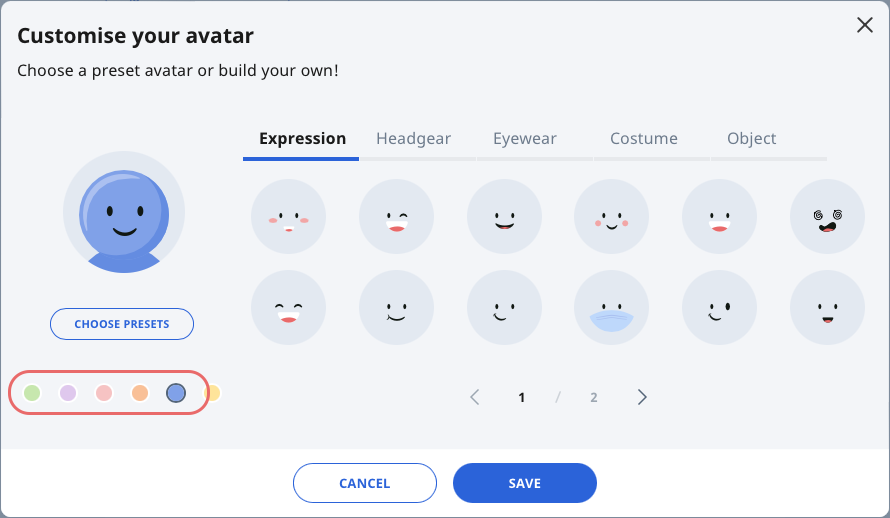 Customise your avatar
Choose a preset avatar or build your own!
Expression Headgear Eyewear Costume Object
CHOOSE PRESETS
1 / 2
CANCEL SAVE